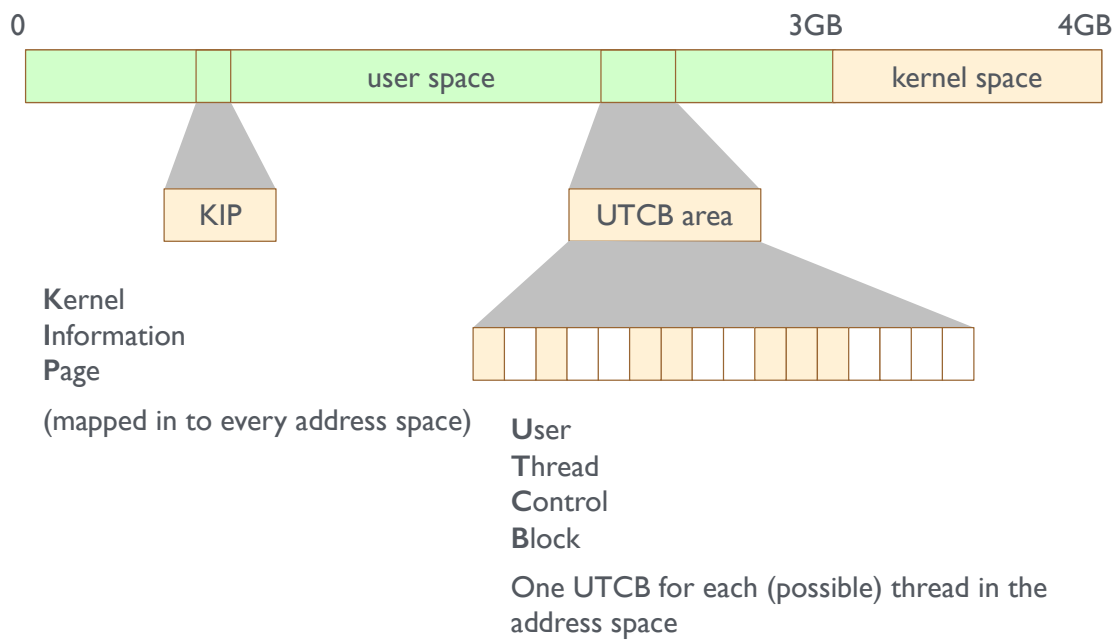 0 3GB 4GB
user space kernel space
KIP UTCB area
Kernel
Information
Page
(mapped in to every address space)
User
Thread
Control
Block
One UTCB for each (possible) thread in the
address space